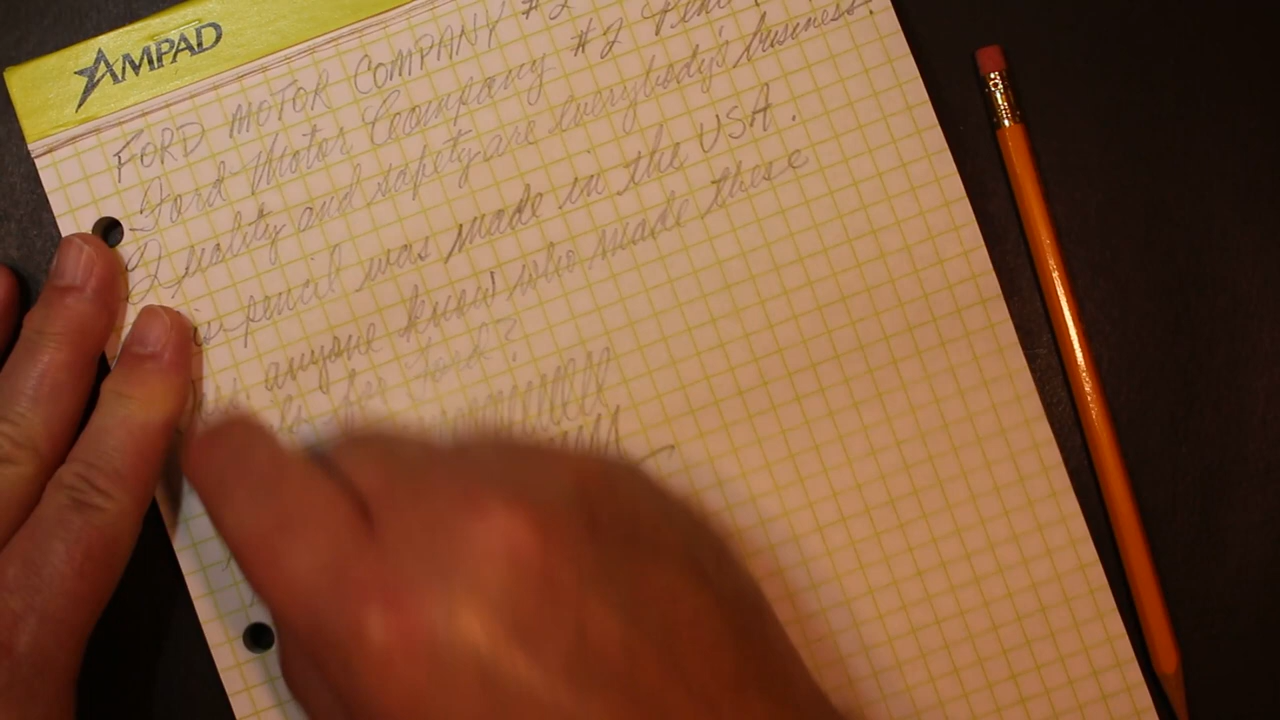 AMPAD
FORD MOTOR COMPANY #2
Ford Motor Company #2
Quality and safety are everybody's business.
pencil was made in the USA.
anyone know who made these
for Ford?